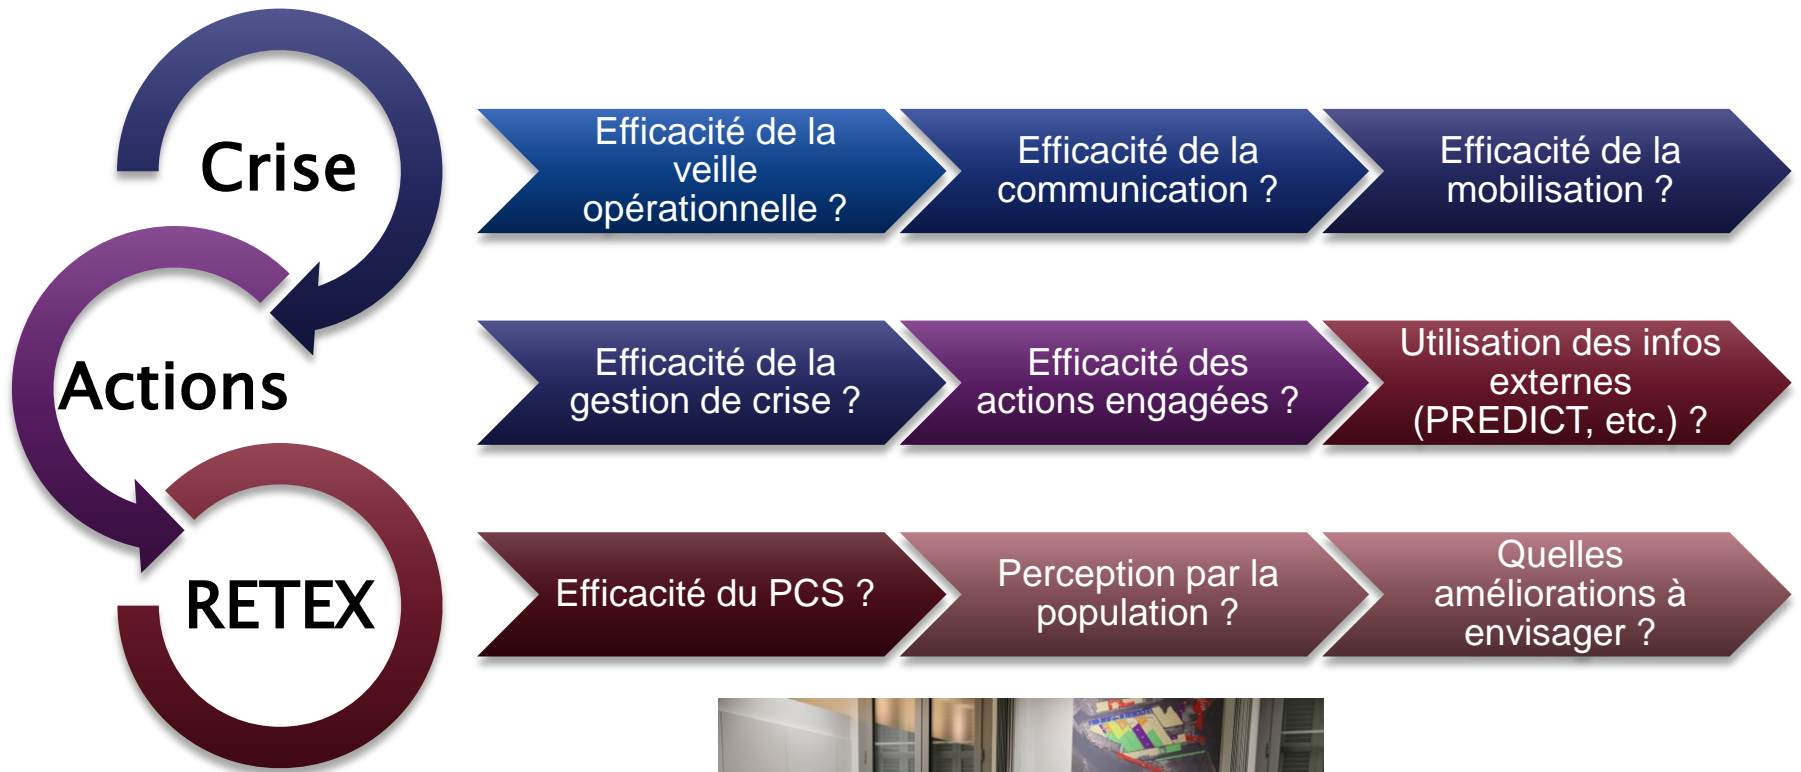 Crise
Efficacité de la
veille
opérationnelle ?
Efficacité de la
communication ?
Efficacité de la
mobilisation ?
Actions
Efficacité de la
gestion de crise ?
Efficacité des
actions engagées ?
Utilisation des infos
externes
(PREDICT, etc.) ?
RETEX
Efficacité du PCS ?
Perception par la
population ?
Quelles
améliorations à
envisager ?